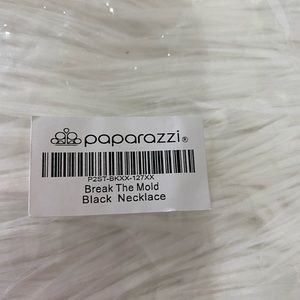 paparazzi®
P2ST-BKXX-127XX
Break The Mold
Black Necklace